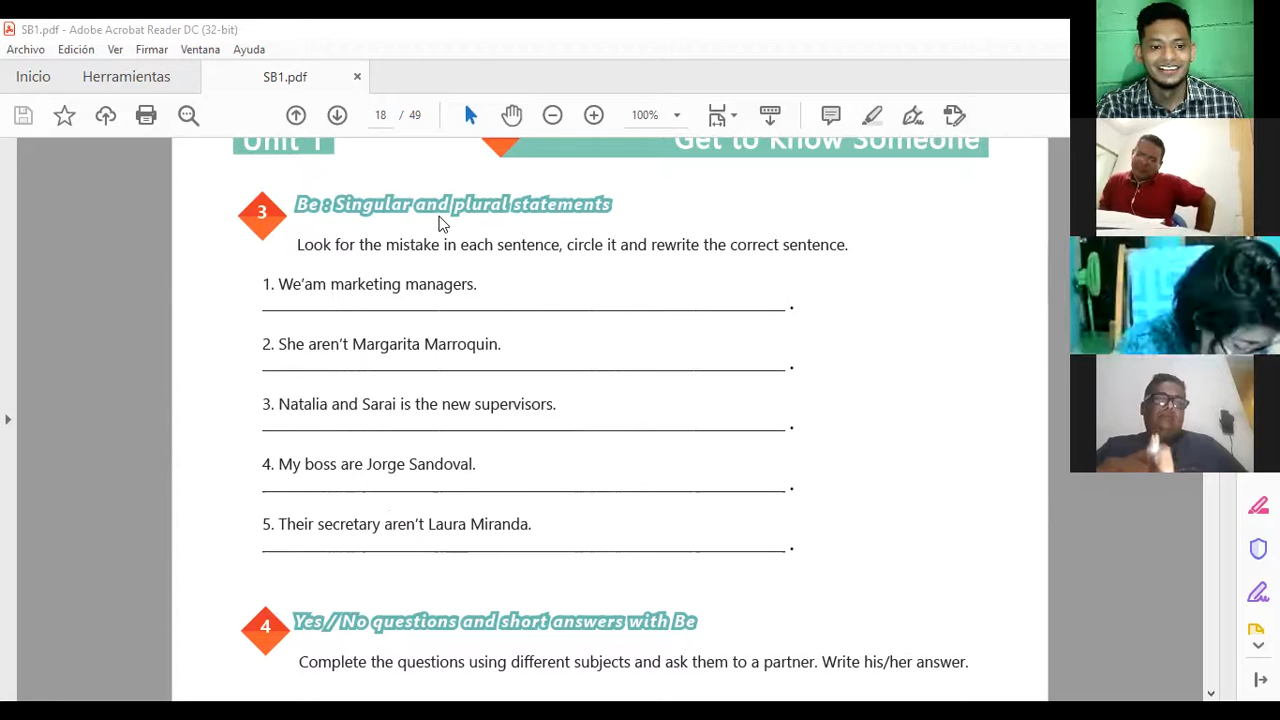 SB1.pdf - Adobe Acrobat Reader DC (32-bit)
Archivo Edición Ver Firmar Ventana Ayuda
Inicio Herramientas SB1.pdf ×
18 / 49 100%
Unit 1 Get to Know Someone
3 Be : Singular and plural statements
Look for the mistake in each sentence, circle it and rewrite the correct sentence.
1. We'am marketing managers.
.
2. She aren't Margarita Marroquin.
.
3. Natalia and Sarai is the new supervisors.
.
4. My boss are Jorge Sandoval.
.
5. Their secretary aren't Laura Miranda.
.
4 Yes / No questions and short answers with Be
Complete the questions using different subjects and ask them to a partner. Write his/her answer.